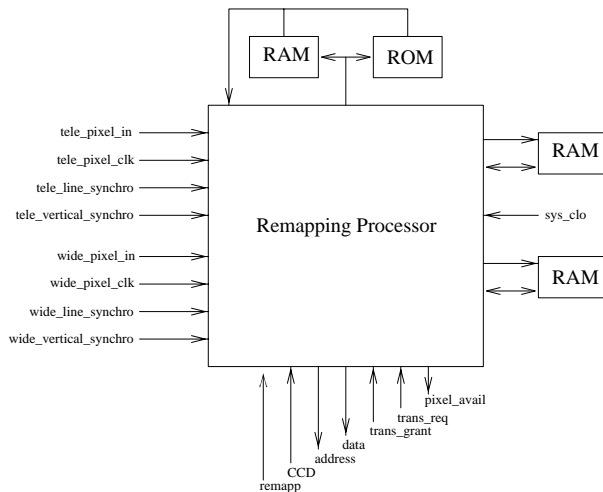 RAM
ROM
tele_pixel_in
tele_pixel_clk
tele_line_synchro
tele_vertical_synchro
wide_pixel_in
wide_pixel_clk
wide_line_synchro
wide_vertical_synchro
Remapping Processor
RAM
sys_clo
RAM
pixel_avail
trans_req
trans_grant
data
address
CCD
remapp